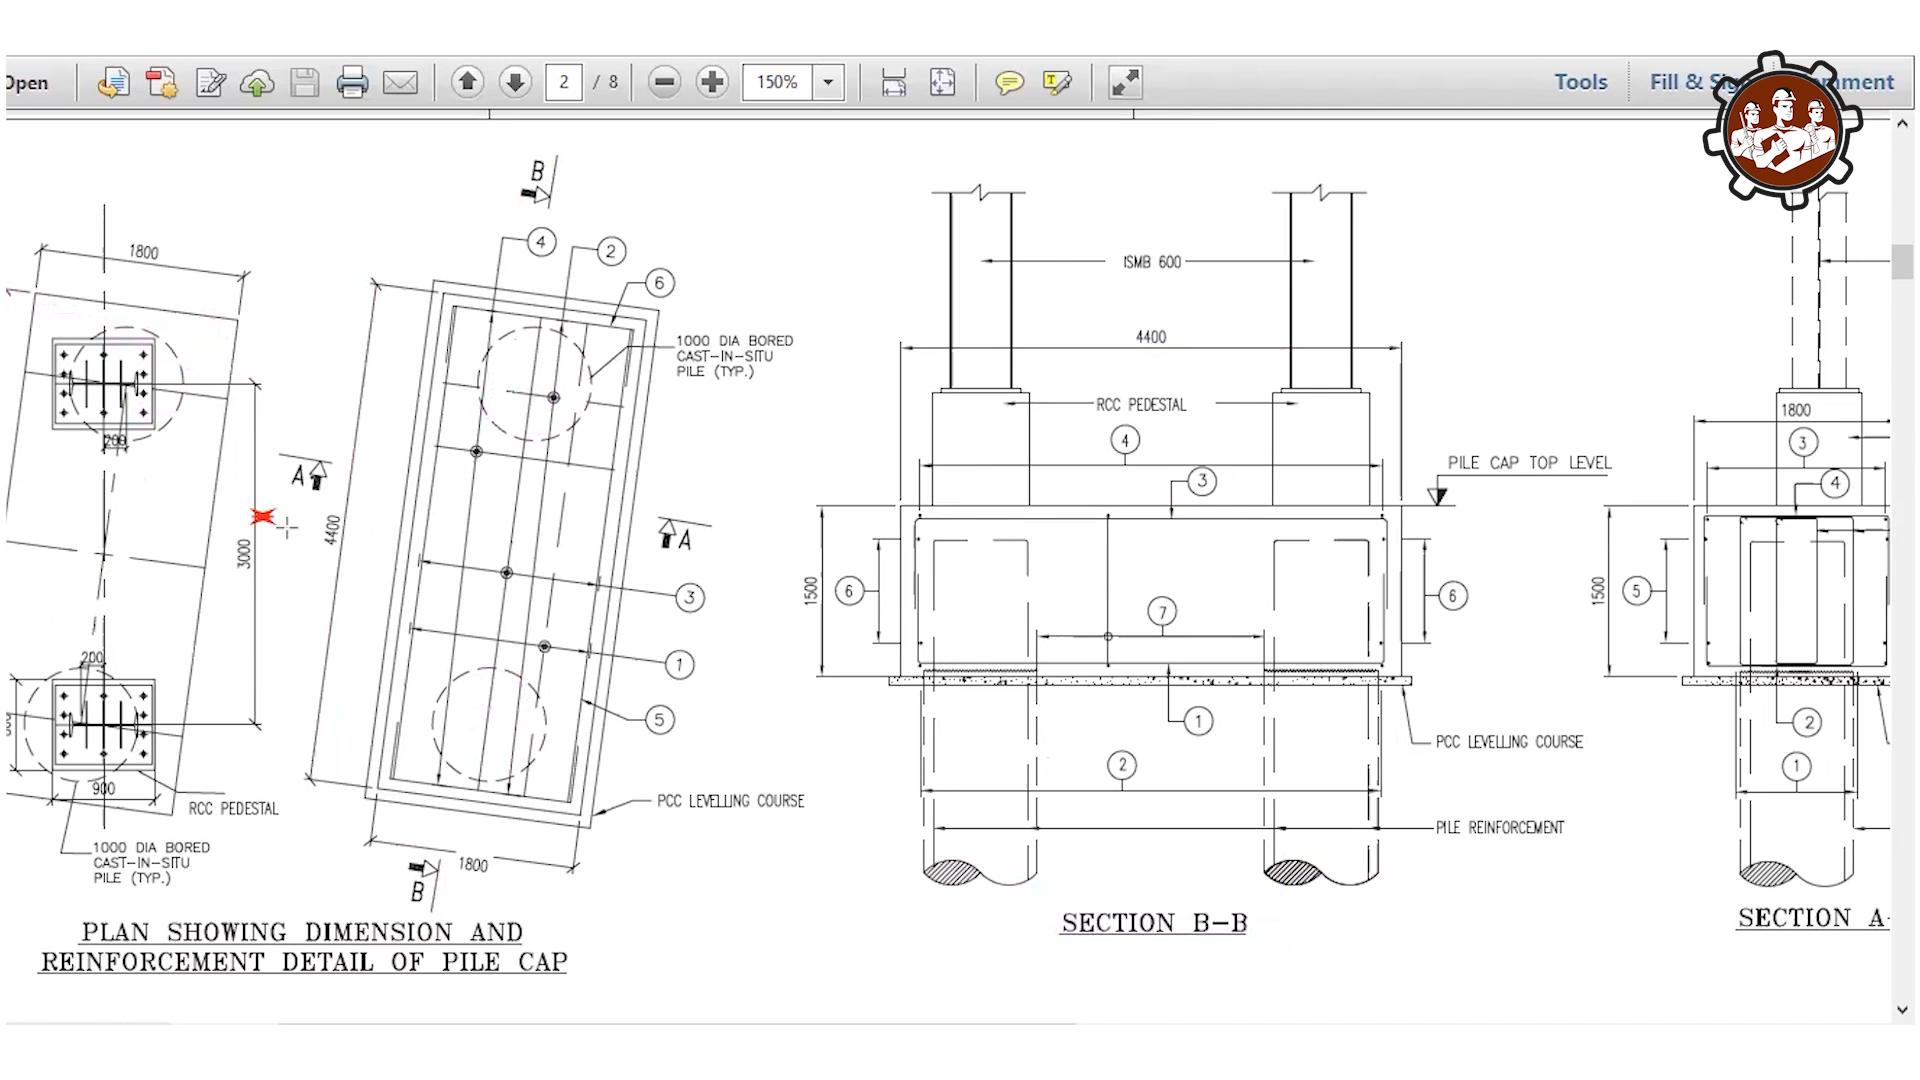 Open
2 / 8
150%
Tools
Fill & Sig
mment
B
1800
4
2
6
1000 DIA BORED
CAST-IN-SITU
PILE (TYP.)
200
A
4400
3000
A
3
1
5
200
900
RCC PEDESTAL
1000 DIA BORED
CAST-IN-SITU
PILE (TYP.)
PCC LEVELLING COURSE
1800
B
PLAN SHOWING DIMENSION AND
REINFORCEMENT DETAIL OF PILE CAP
ISMB 600
4400
RCC PEDESTAL
4
3
PILE CAP TOP LEVEL
1500
6
7
6
1
PCC LEVELLING COURSE
2
PILE REINFORCEMENT
SECTION B-B
1800
3
4
1500
5
2
1
SECTION A-